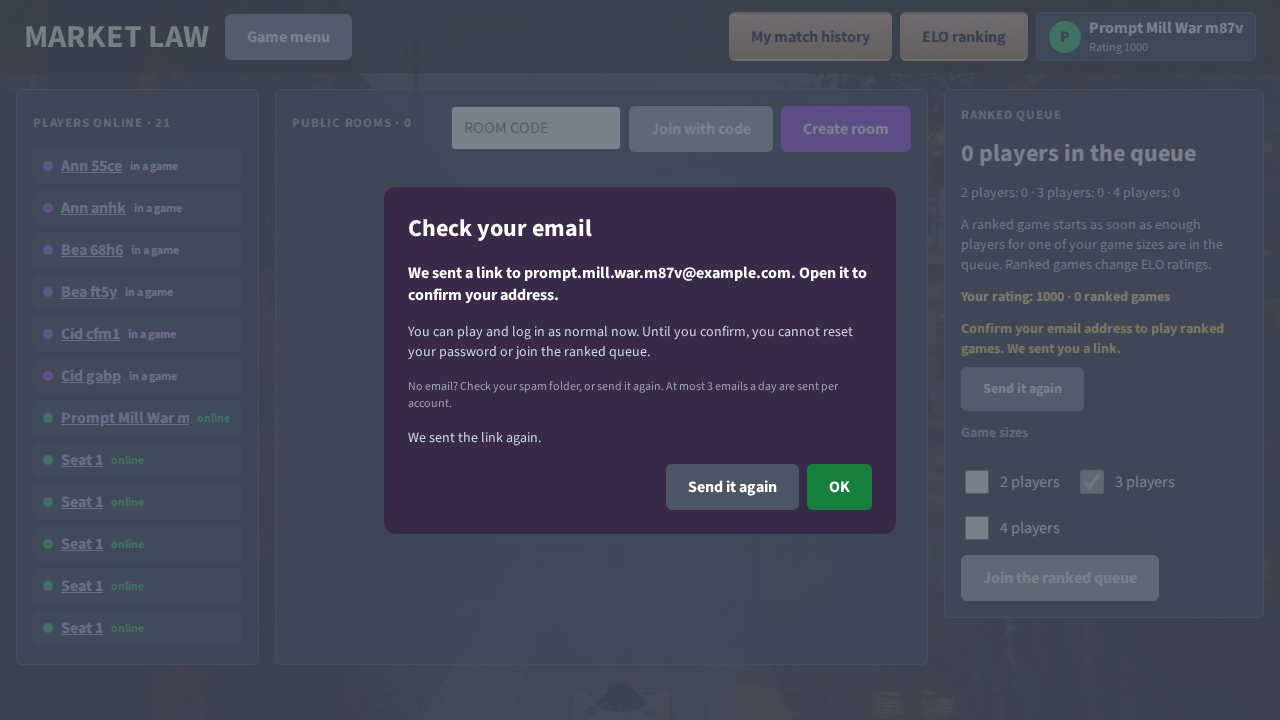 MARKET LAW
Game menu
My match history
ELO ranking
P
Prompt Mill War m87v
Rating 1000
PLAYERS ONLINE · 21
Ann 55ce in a game
Ann anhk in a game
Bea 68h6 in a game
Bea ft5y in a game
Cid cfm1 in a game
Cid gabp in a game
Prompt Mill War m online
Seat 1 online
Seat 1 online
Seat 1 online
Seat 1 online
Seat 1 online
PUBLIC ROOMS · 0
ROOM CODE
Join with code
Create room
Check your email
We sent a link to prompt.mill.war.m87v@example.com. Open it to
confirm your address.
You can play and log in as normal now. Until you confirm, you cannot reset
your password or join the ranked queue.
No email? Check your spam folder, or send it again. At most 3 emails a day are sent per
account.
We sent the link again.
Send it again
OK
RANKED QUEUE
0 players in the queue
2 players: 0 · 3 players: 0 · 4 players: 0
A ranked game starts as soon as enough
players for one of your game sizes are in the
queue. Ranked games change ELO ratings.
Your rating: 1000 · 0 ranked games
Confirm your email address to play ranked
games. We sent you a link.
Send it again
Game sizes
2 players
3 players
4 players
Join the ranked queue